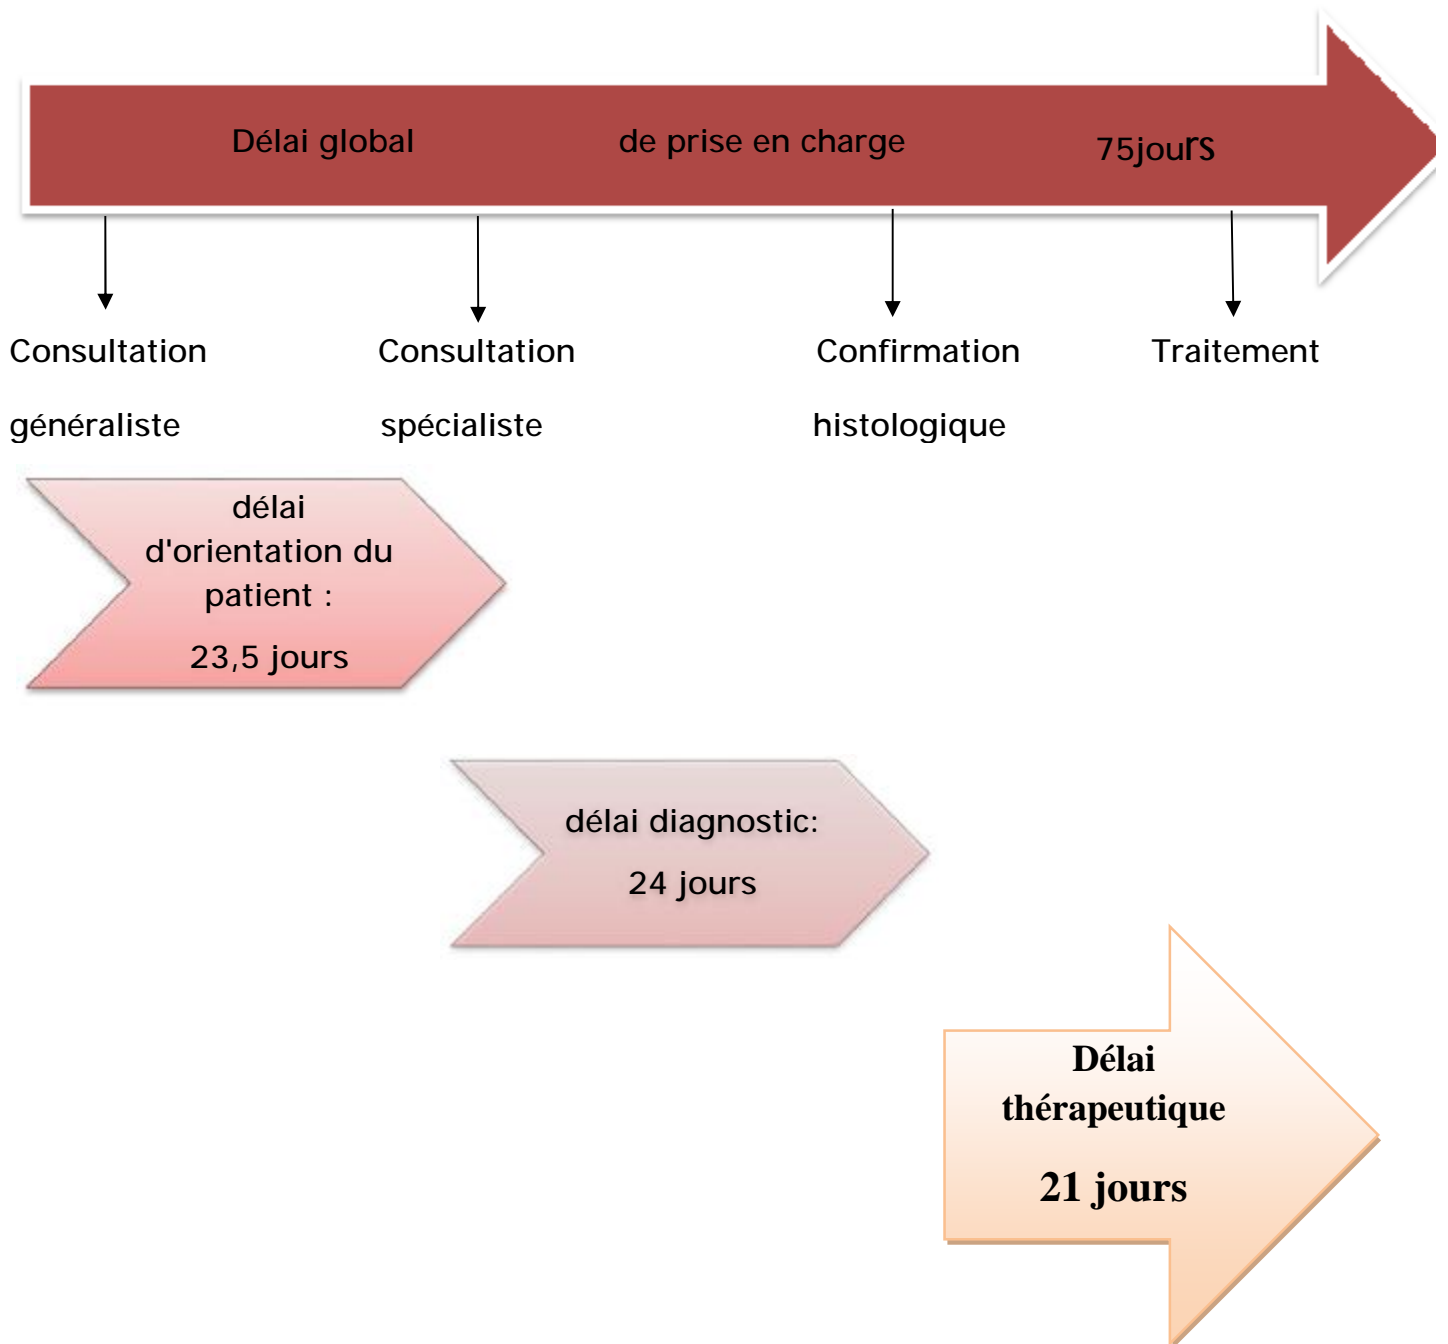 Délai global de prise en charge 75jours
Consultation Consultation Confirmation Traitement
généraliste spécialiste histologique
délai
d'orientation du
patient :
23,5 jours
délai diagnostic:
24 jours
Délai
thérapeutique
21 jours